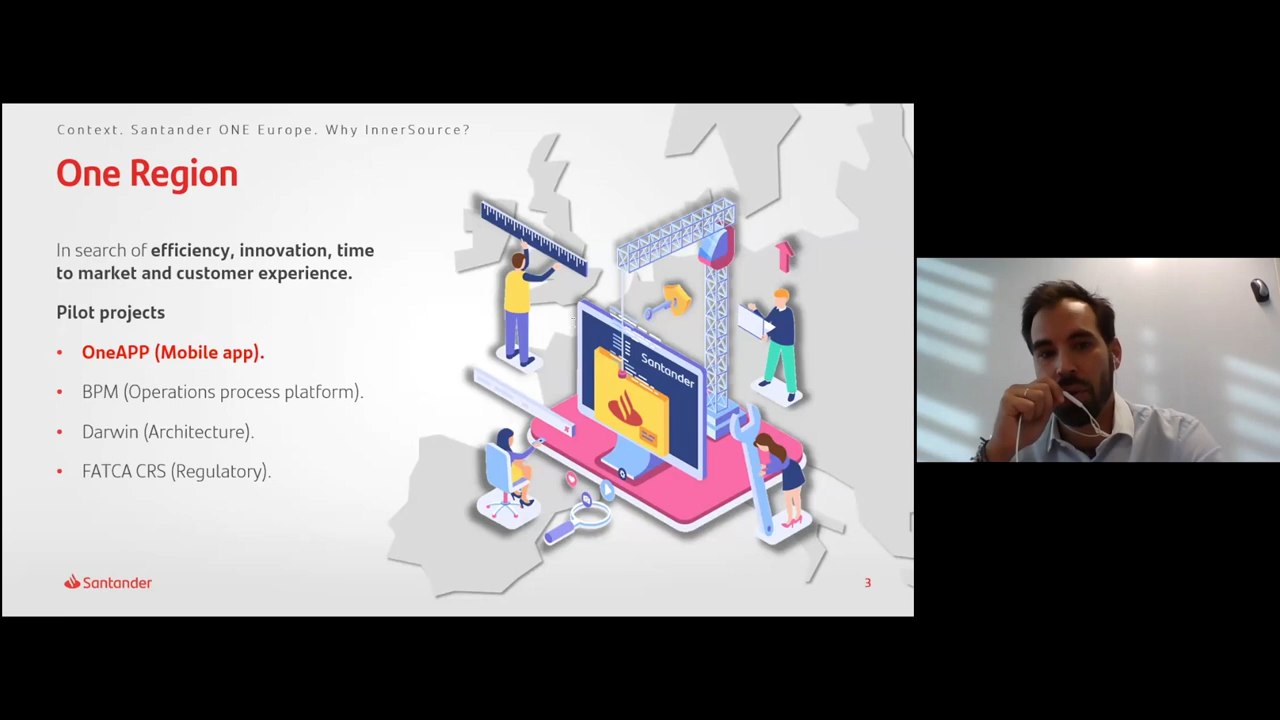 Context. Santander ONE Europe. Why InnerSource?
One Region
In search of efficiency, innovation, time
to market and customer experience.
Pilot projects
• OneAPP (Mobile app).
• BPM (Operations process platform).
• Darwin (Architecture).
• FATCA CRS (Regulatory).
Santander
Santander
3